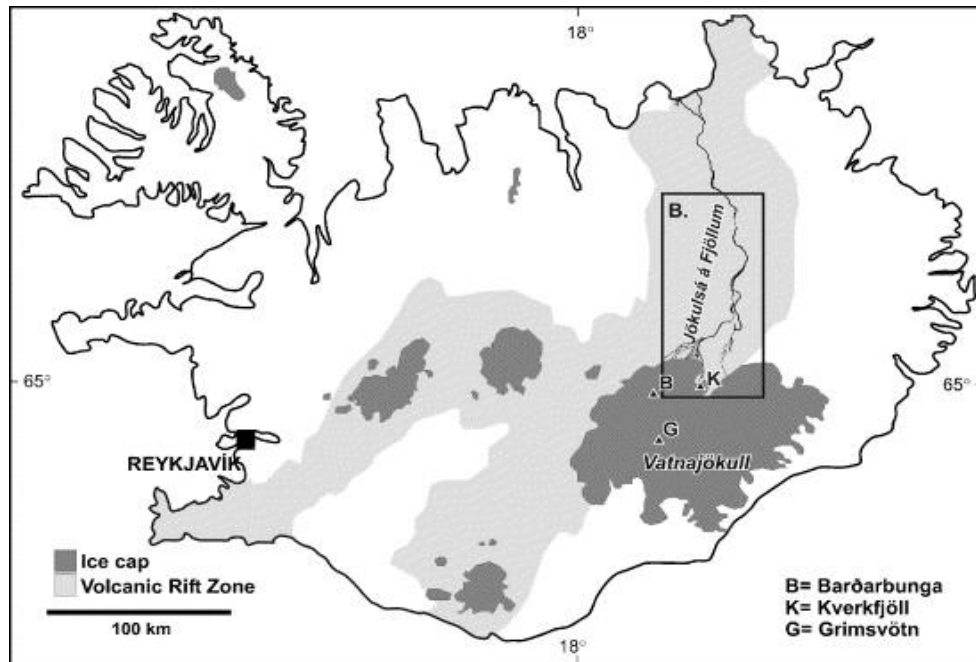 18°
B.
Jökulsá á Fjöllum
65°
65°
B
K
G
REYKJAVÍK
Vatnajökull
Ice cap
Volcanic Rift Zone
100 km
B= Barðarbunga
K= Kverkfjöll
G= Grimsvötn
18°